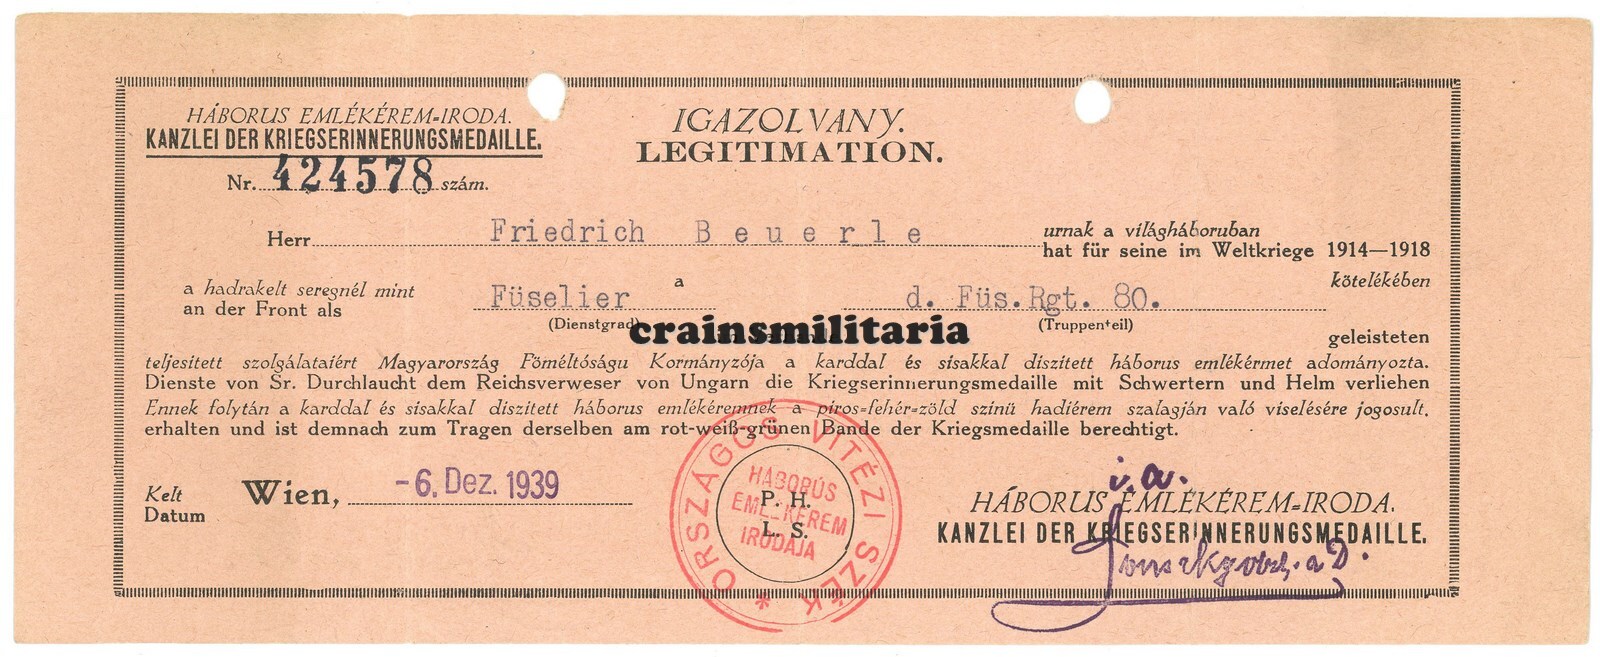 HÁBORUS EMLÉKÉREM=IRODA.
KANZLEI DER KRIEGSERINNERUNGSMEDAILLE.
Nr. 424578 szám.
IGAZOLVANY.
LEGITIMATION.
Herr Friedrich Beuerle urnak a világháboruban
hat für seine im Weltkriege 1914—1918
a hadrakelt seregnél mint a kötelékében
an der Front als Füselier d. Füs.Rgt. 80.
(Dienstgrad) (Truppenteil)
crainsmilitaria
geleisteten
teljesitett szolgálataiért Magyarország Föméltóságu Kormányzója a karddal és sisakkal diszitett háborus emlékérmet adományozta.
Dienste von Sr. Durchlaucht dem Reichsverweser von Ungarn die Kriegserinnerungsmedaille mit Schwertern und Helm verliehen
Ennek folytán a karddal és sisakkal diszitett háborus emlékéremnek a piros=fehér=zöld szinü hadiérem szalagján való viselésére jogosult.
erhalten und ist demnach zum Tragen derselben am rot-weiß-grünen Bande der Kriegsmedaille berechtigt.
Kelt
Datum Wien, -6. Dez. 1939
ORSZÁGOS VITÉZI SZÉK *
HÁBORÚS
EMLÉKÉREM
IRODÁJA
P. H.
L. S.
i. a.
HÁBORUS EMLÉKÉREM=IRODA.
KANZLEI DER KRIEGSERINNERUNGSMEDAILLE.